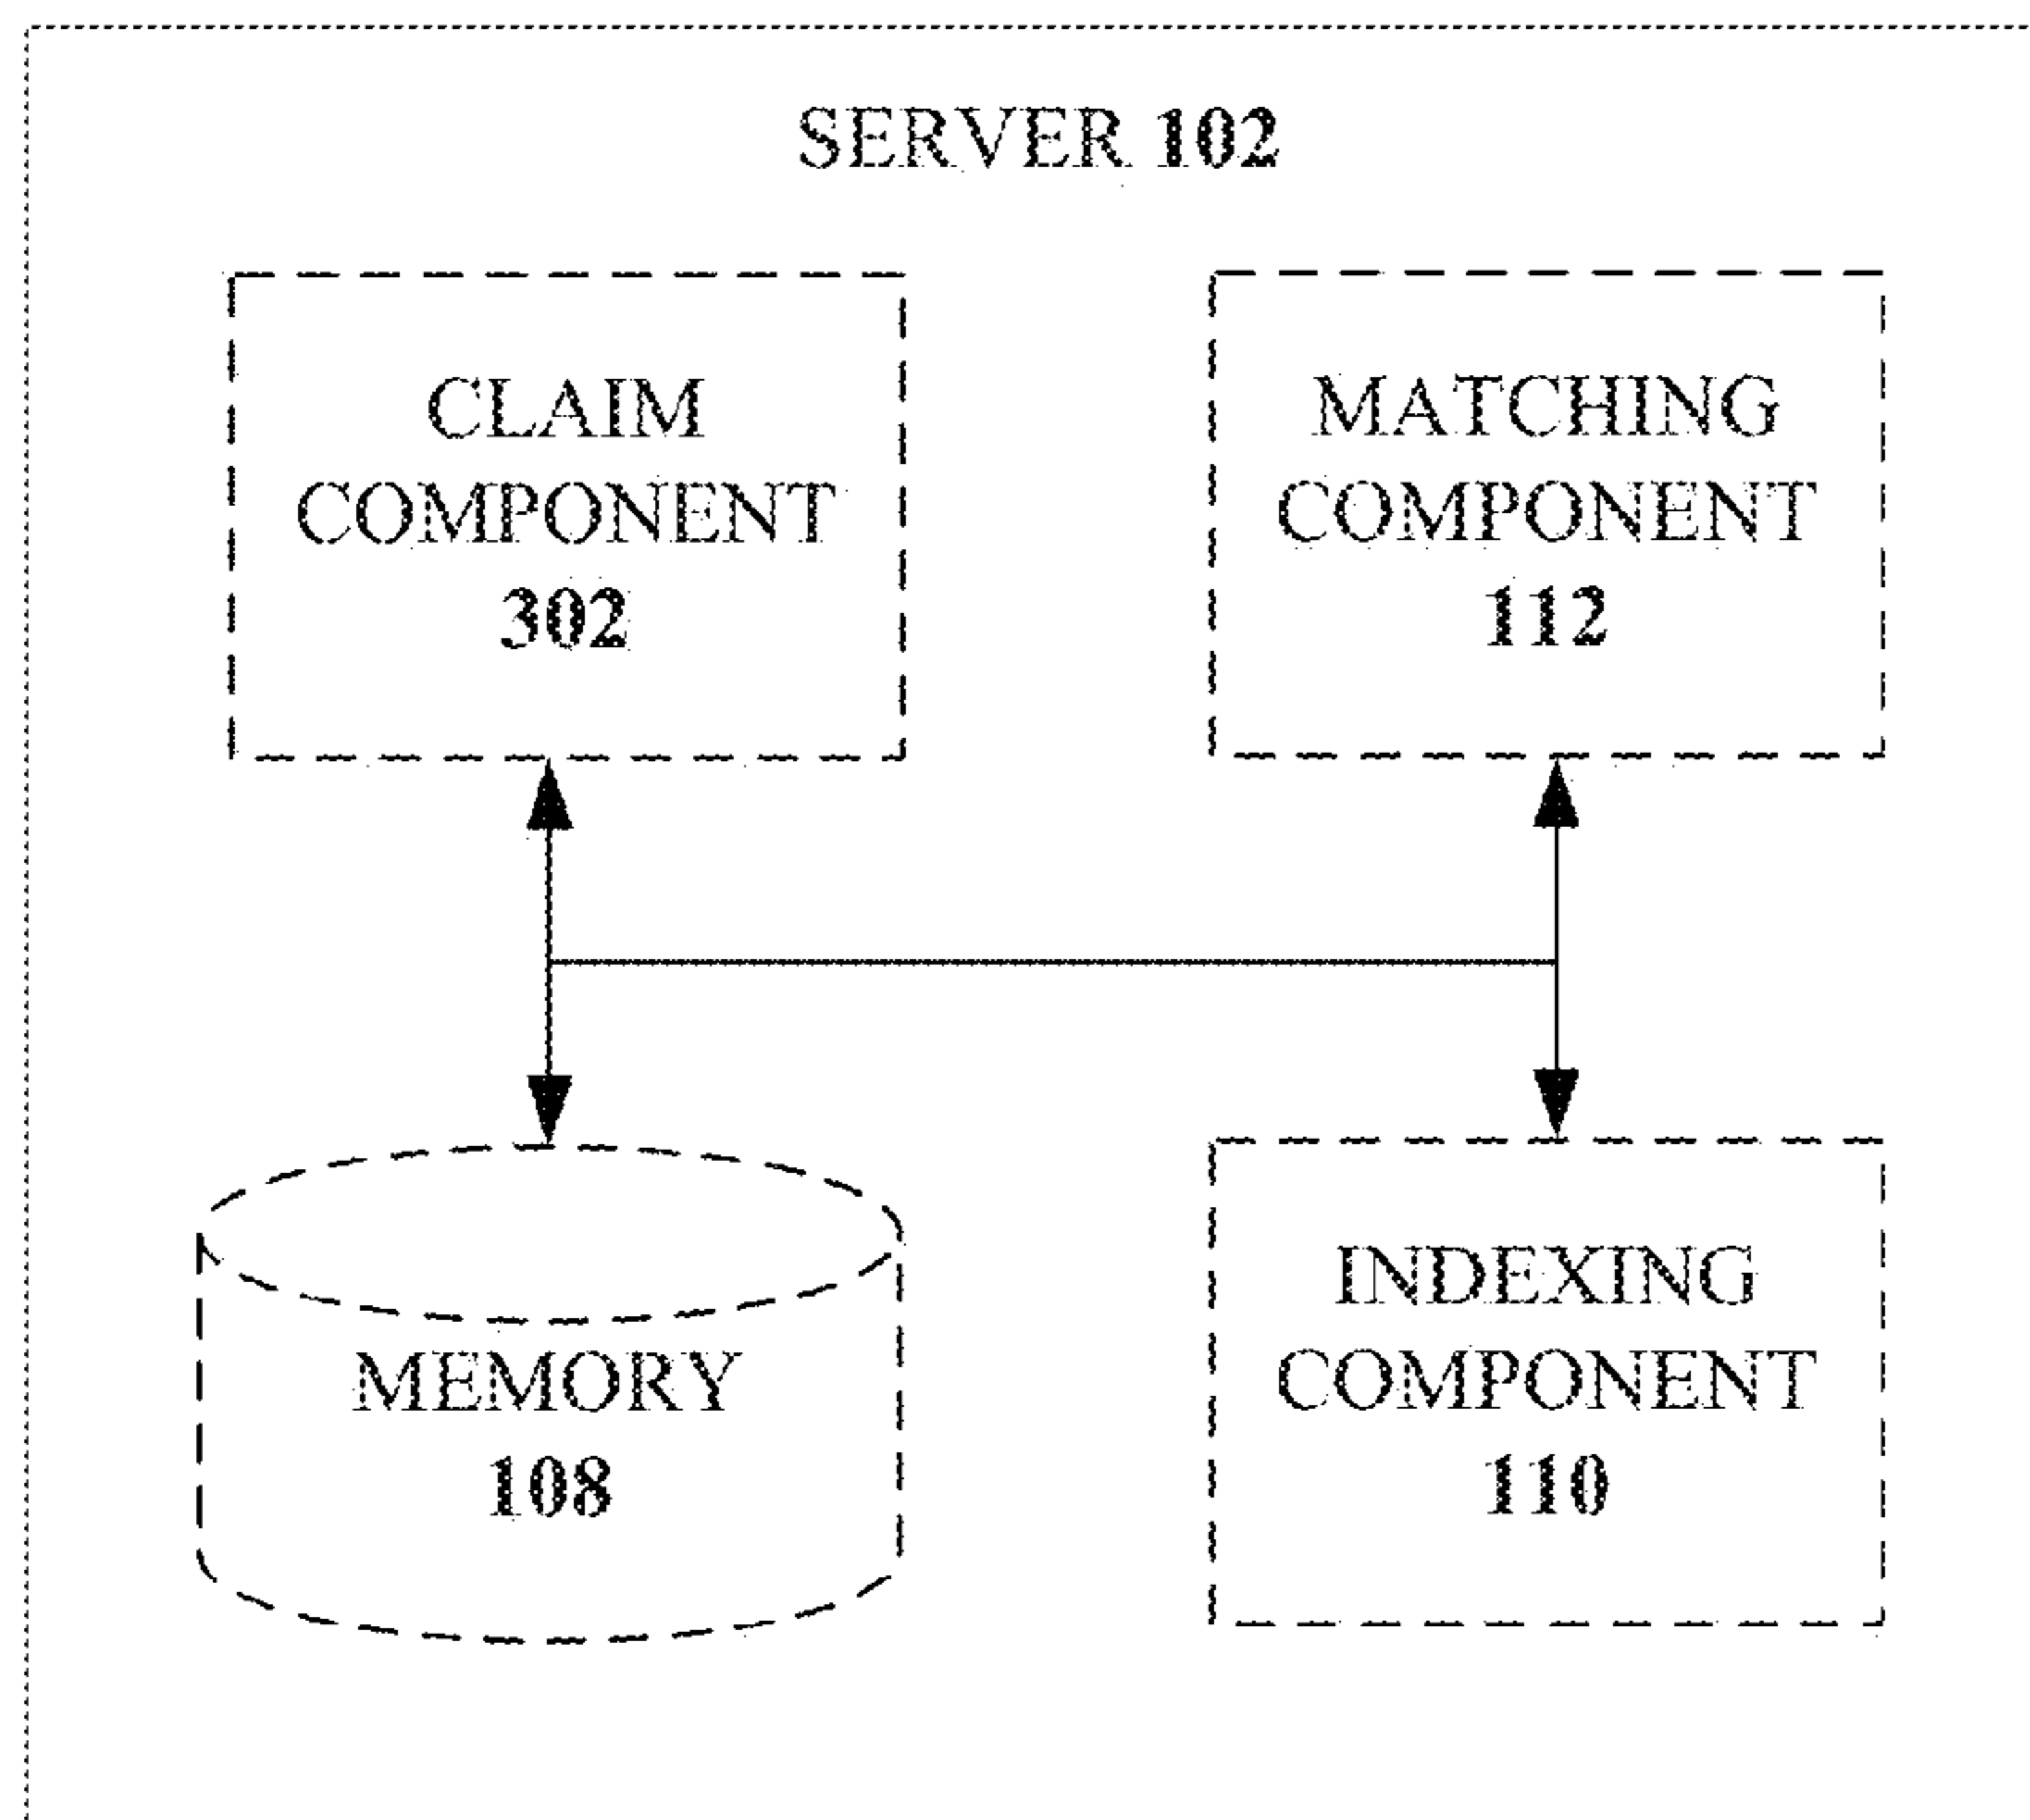 SERVER 102
CLAIM
COMPONENT
302
MATCHING
COMPONENT
112
MEMORY
108
INDEXING
COMPONENT
110